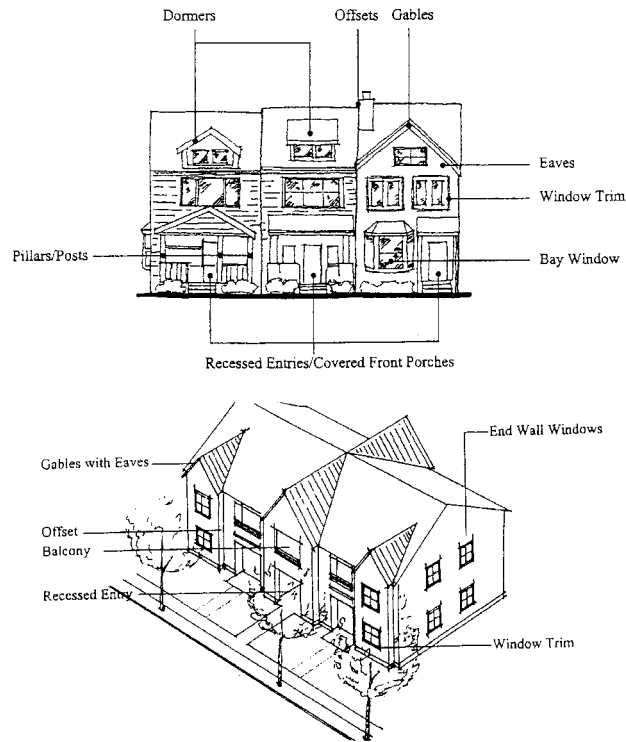 Dormers
Offsets
Gables
Eaves
Window Trim
Pillars/Posts
Bay Window
Recessed Entries/Covered Front Porches
End Wall Windows
Gables with Eaves
Offset
Balcony
Recessed Entry
Window Trim